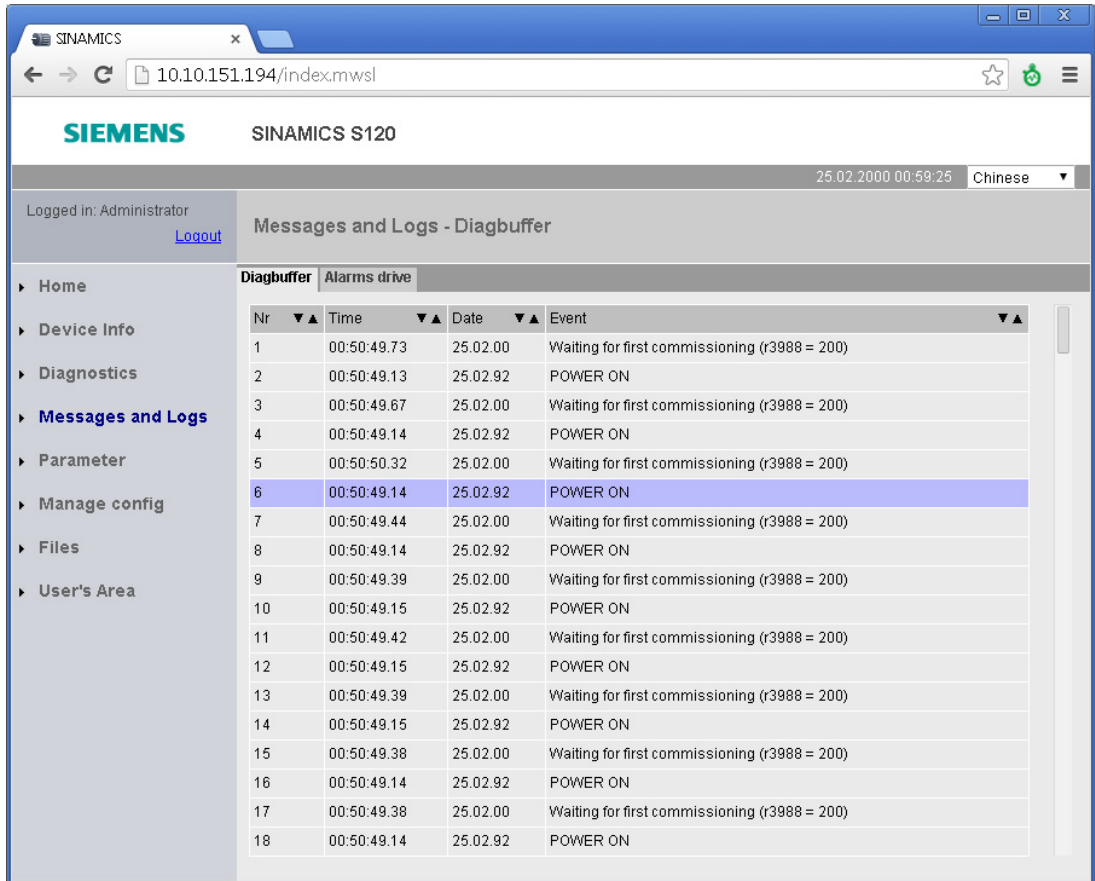 SINAMICS
10.10.151.194/index.mwsl
SIEMENS SINAMICS S120
25.02.2000 00:59:25 Chinese
Logged in: Administrator
Logout
Messages and Logs - Diagbuffer
Diagbuffer Alarms drive
Home
Device Info
Diagnostics
Messages and Logs
Parameter
Manage config
Files
User's Area
Nr Time Date Event
1 00:50:49.73 25.02.00 Waiting for first commissioning (r3988 = 200)
2 00:50:49.13 25.02.92 POWER ON
3 00:50:49.67 25.02.00 Waiting for first commissioning (r3988 = 200)
4 00:50:49.14 25.02.92 POWER ON
5 00:50:50.32 25.02.00 Waiting for first commissioning (r3988 = 200)
6 00:50:49.14 25.02.92 POWER ON
7 00:50:49.44 25.02.00 Waiting for first commissioning (r3988 = 200)
8 00:50:49.14 25.02.92 POWER ON
9 00:50:49.39 25.02.00 Waiting for first commissioning (r3988 = 200)
10 00:50:49.15 25.02.92 POWER ON
11 00:50:49.42 25.02.00 Waiting for first commissioning (r3988 = 200)
12 00:50:49.15 25.02.92 POWER ON
13 00:50:49.39 25.02.00 Waiting for first commissioning (r3988 = 200)
14 00:50:49.15 25.02.92 POWER ON
15 00:50:49.38 25.02.00 Waiting for first commissioning (r3988 = 200)
16 00:50:49.14 25.02.92 POWER ON
17 00:50:49.38 25.02.00 Waiting for first commissioning (r3988 = 200)
18 00:50:49.14 25.02.92 POWER ON